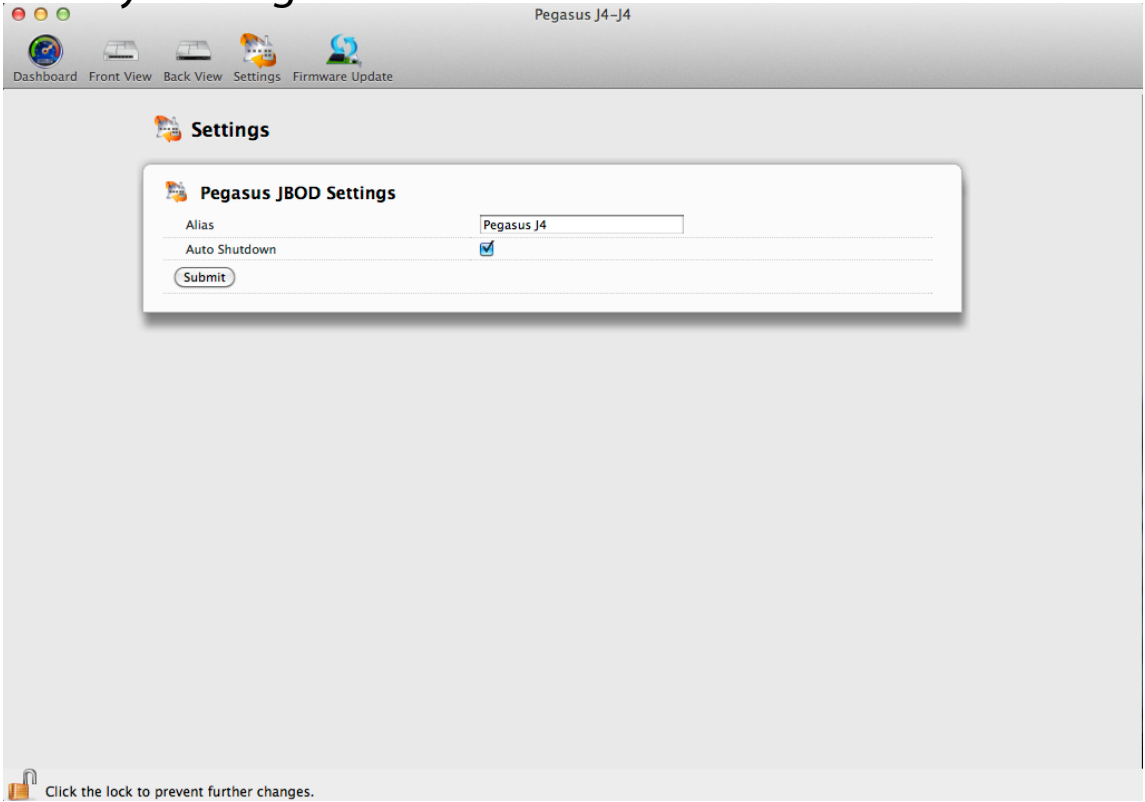 Pegasus J4-J4
Dashboard Front View Back View Settings Firmware Update
Settings
Pegasus JBOD Settings
Alias Pegasus J4
Auto Shutdown
Submit
Click the lock to prevent further changes.